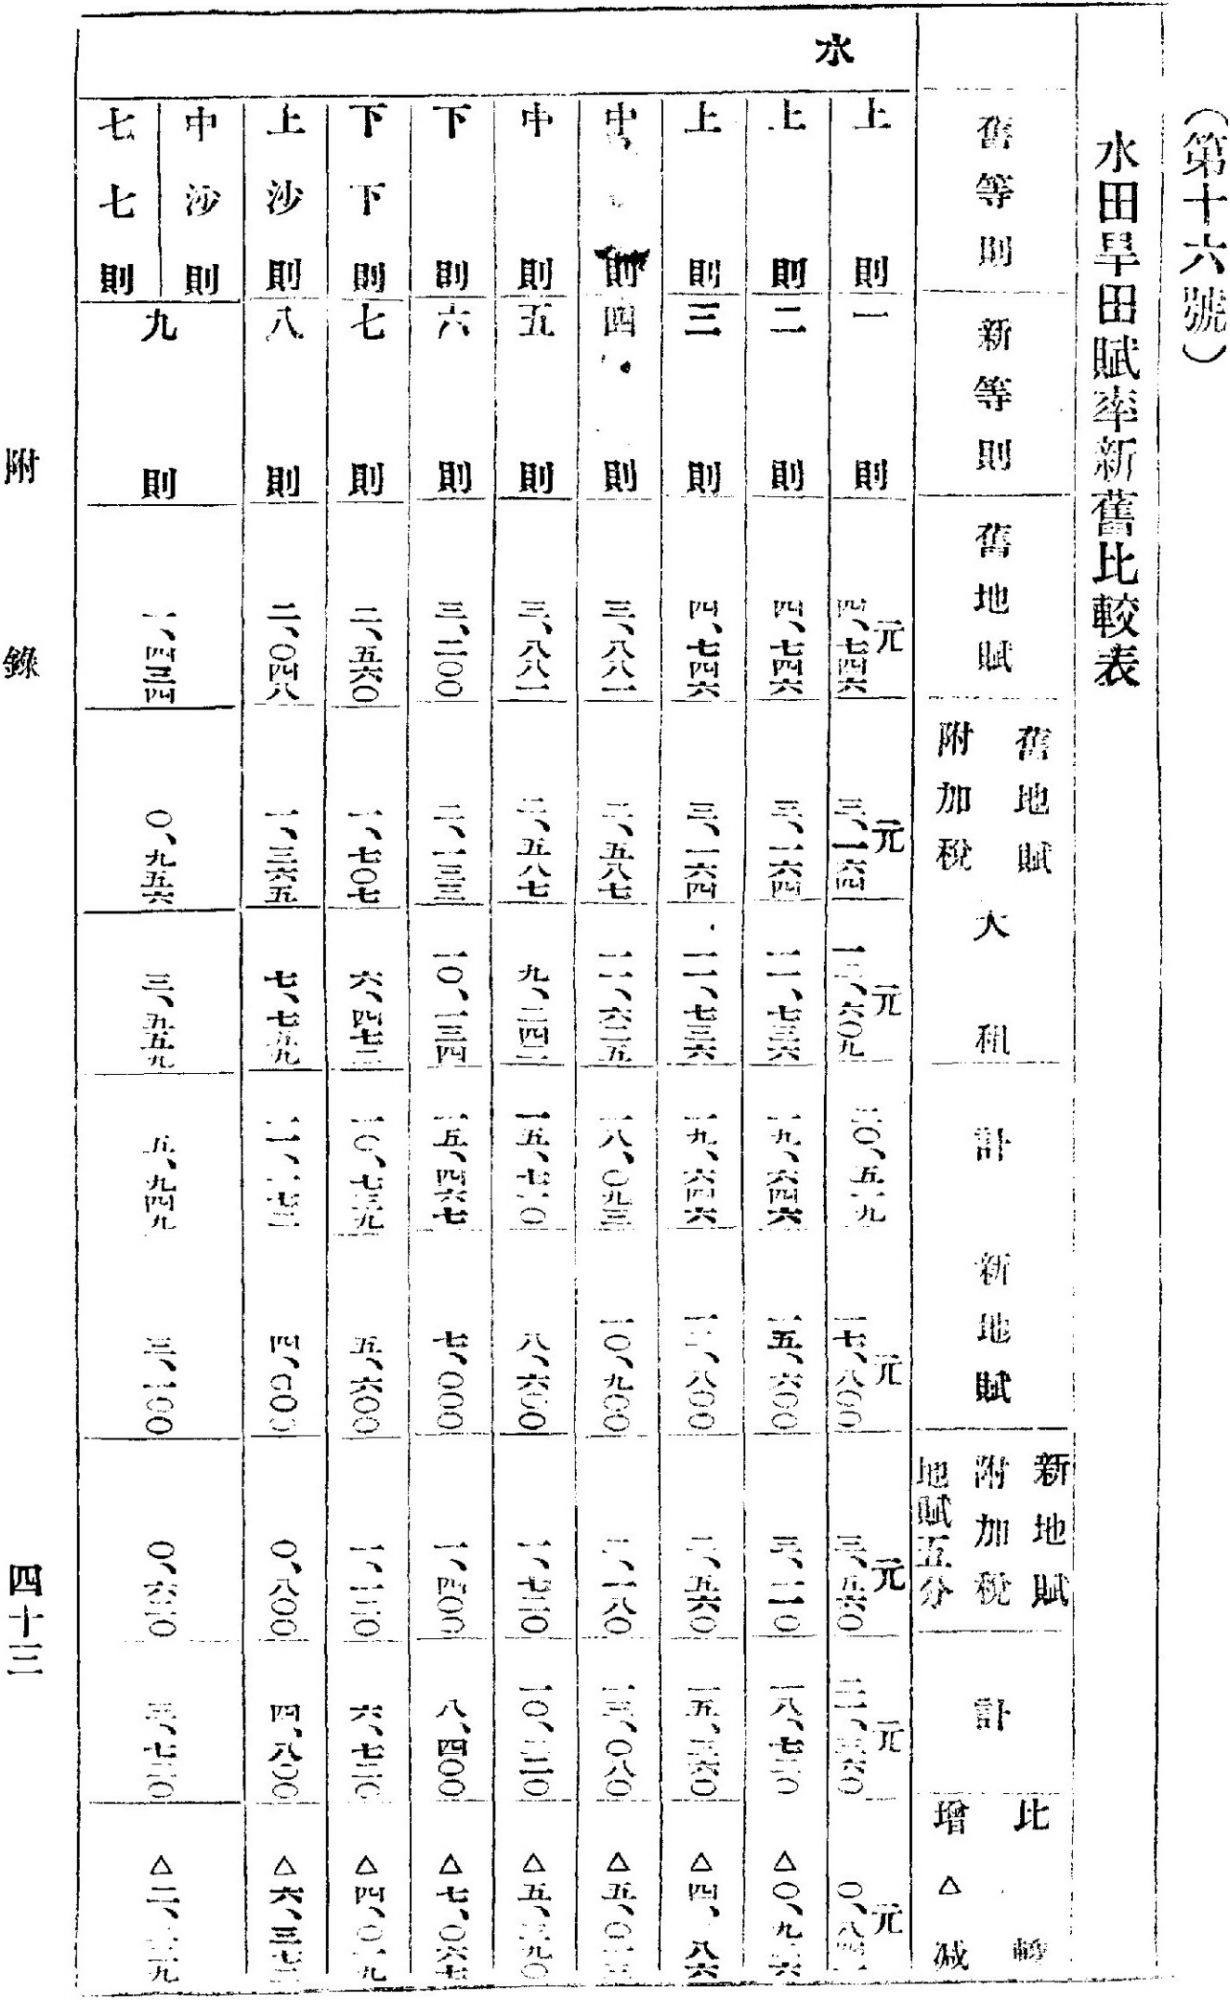 （第十六號）
水田旱田賦率新舊比較表
舊等則 新等則 舊地賦 舊地賦附加稅 大租 計 新地賦 新地賦附加稅地賦五分 計 比較增△減
水
上則 一則 四、七四六元 三、一六四元 一二、六〇九元 二〇、五一九 一七、八〇〇元 三、五六〇元 二一、三六〇元 〇、八四一元
上則 二則 四、七四六 三、一六四 一一、七三六 一九、六四六 一五、六〇〇 三、一二〇 一八、七二〇 △〇、九二六
上則 三則 四、七四六 三、一六四 一一、七三六 一九、六四六 一二、八〇〇 二、五六〇 一五、三六〇 △四、二八六
中則 四則 三、八八一 二、五八七 一一、六二五 一八、〇九三 一〇、九〇〇 二、一八〇 一三、〇八〇 △五、〇一三
中則 五則 三、八八一 二、五八七 九、二四二 一五、七一〇 八、六〇〇 一、七二〇 一〇、三二〇 △五、三九〇
下則 六則 三、二〇〇 二、一三三 一〇、一三四 一五、四六七 七、〇〇〇 一、四〇〇 八、四〇〇 △七、〇六七
下下則 七則 二、五六〇 一、七〇七 六、四七二 一〇、七三九 五、六〇〇 一、一二〇 六、七二〇 △四、〇一九
上沙則 八則 二、〇四八 一、三六五 七、七五九 一一、一七二 四、〇〇〇 〇、八〇〇 四、八〇〇 △六、三七二
中沙則
七七則 九則 一、四三四 〇、九五六 三、五五九 五、九四九 三、一〇〇 〇、六二〇 三、七二〇 △二、二二九
附錄
四十三